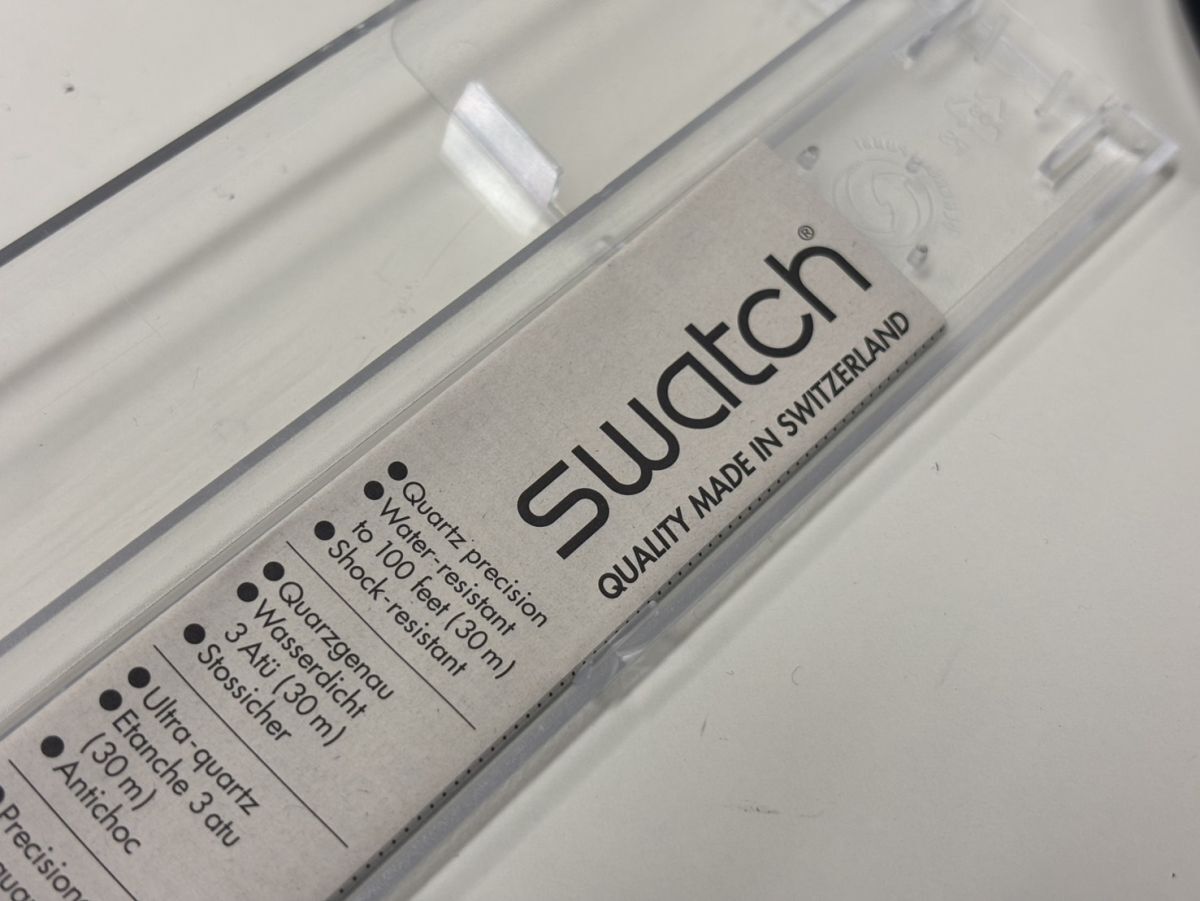 swatch®
QUALITY MADE IN SWITZERLAND
● Quartz precision
● Water-resistant
to 100 feet (30 m)
● Shock-resistant
● Quarzgenau
● Wasserdicht
3 Atü (30 m)
● Stossicher
● Ultra-quartz
● Etanche 3 atu
(30 m)
● Antichoc
● Precision